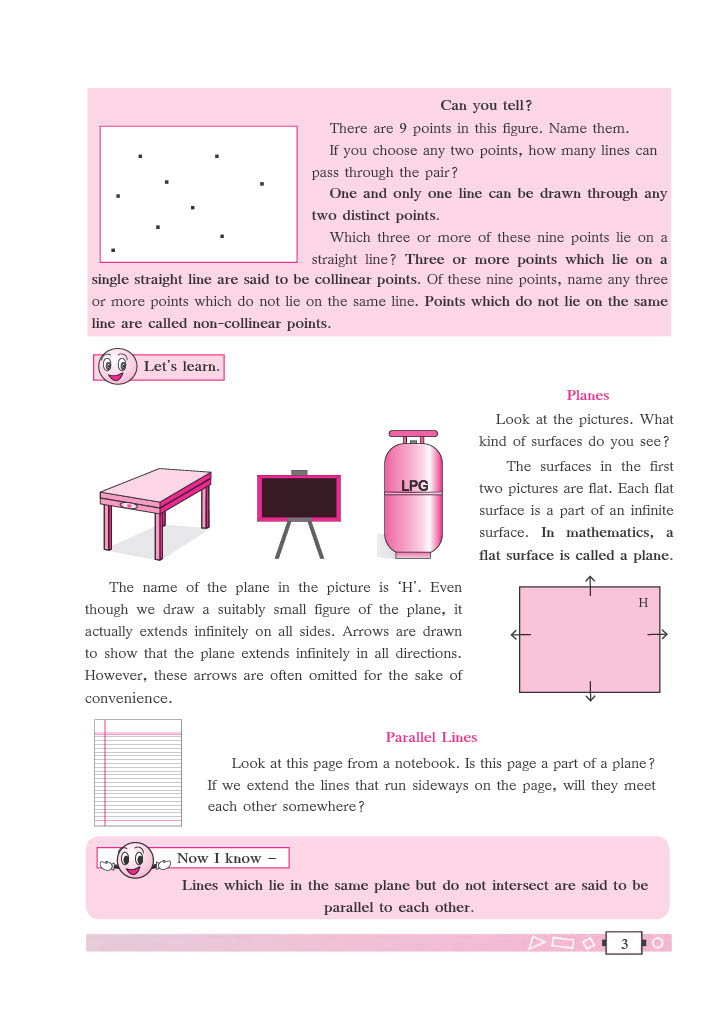 Can you tell?
There are 9 points in this figure. Name them.
If you choose any two points, how many lines can
pass through the pair?
One and only one line can be drawn through any
two distinct points.
Which three or more of these nine points lie on a
straight line? Three or more points which lie on a
single straight line are said to be collinear points. Of these nine points, name any three
or more points which do not lie on the same line. Points which do not lie on the same
line are called non-collinear points.
Let's learn.
Planes
Look at the pictures. What
kind of surfaces do you see?
The surfaces in the first
two pictures are flat. Each flat
surface is a part of an infinite
surface. In mathematics, a
flat surface is called a plane.
LPG
The name of the plane in the picture is ‘H’. Even
though we draw a suitably small figure of the plane, it
actually extends infinitely on all sides. Arrows are drawn
to show that the plane extends infinitely in all directions.
However, these arrows are often omitted for the sake of
convenience.
H
Parallel Lines
Look at this page from a notebook. Is this page a part of a plane?
If we extend the lines that run sideways on the page, will they meet
each other somewhere?
Now I know –
Lines which lie in the same plane but do not intersect are said to be
parallel to each other.
3